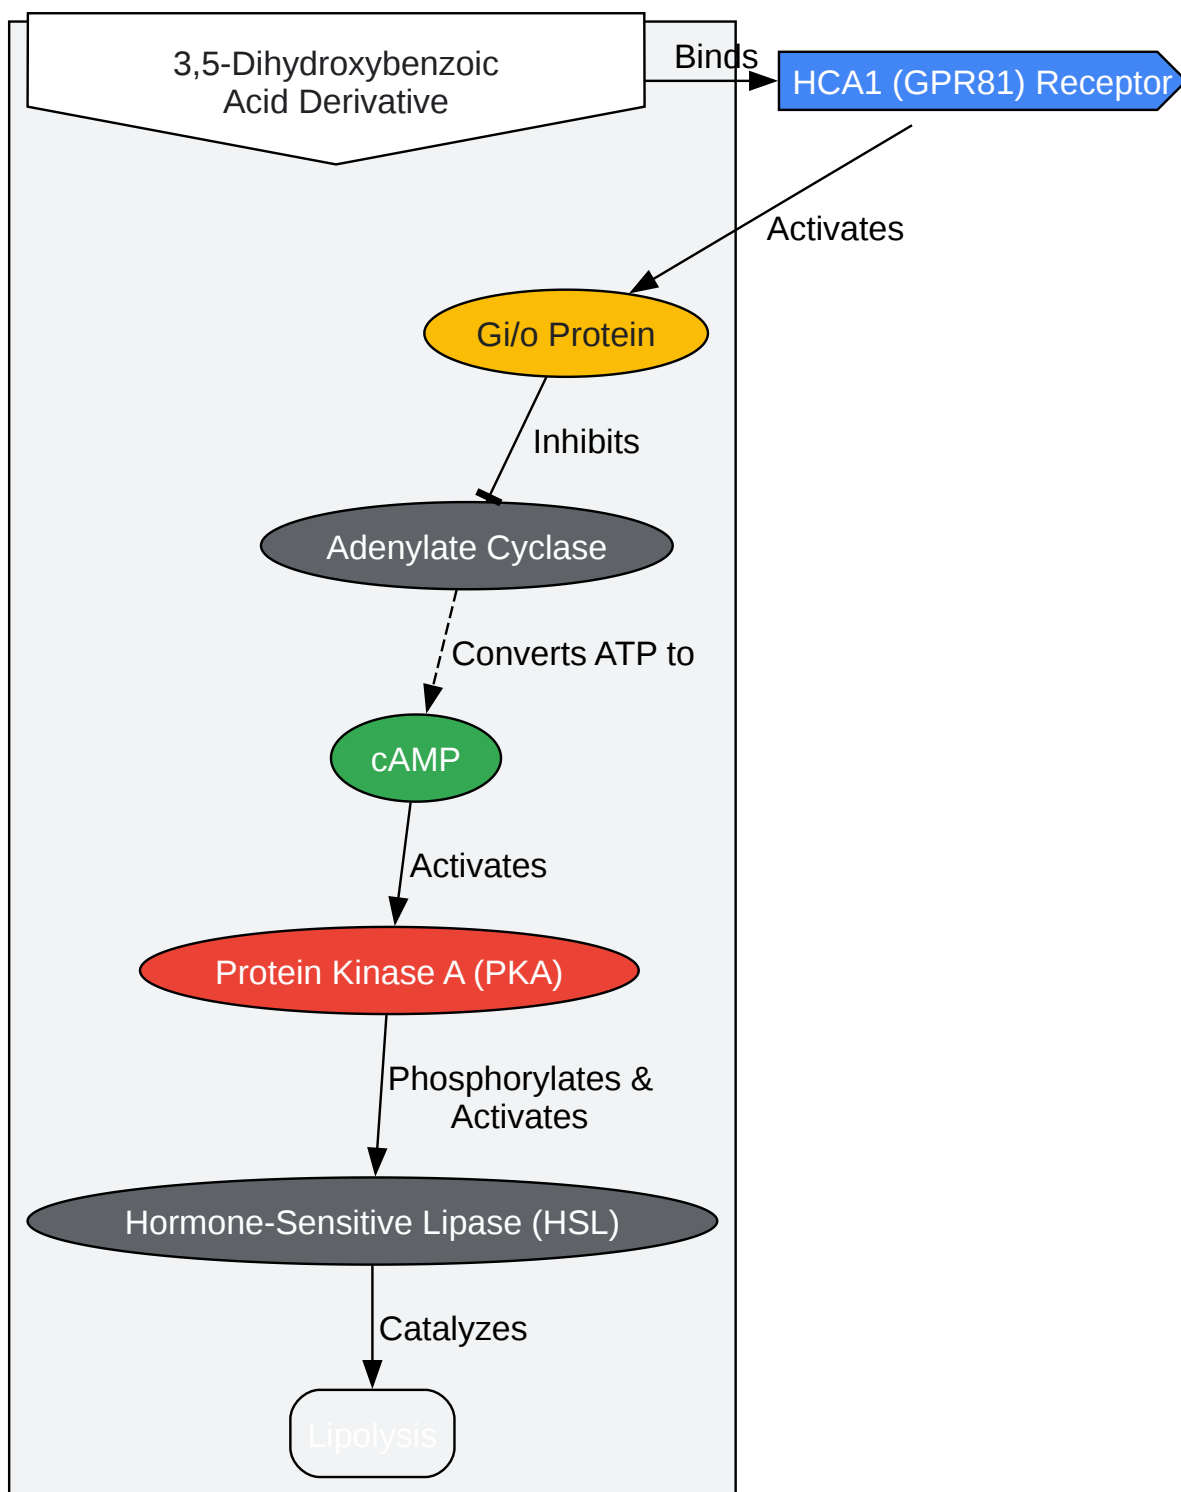 3,5-Dihydroxybenzoic
Acid Derivative
Binds
HCA1 (GPR81) Receptor
Activates
Gi/o Protein
Inhibits
Adenylate Cyclase
Converts ATP to
cAMP
Activates
Protein Kinase A (PKA)
Phosphorylates &
Activates
Hormone-Sensitive Lipase (HSL)
Catalyzes
Lipolysis